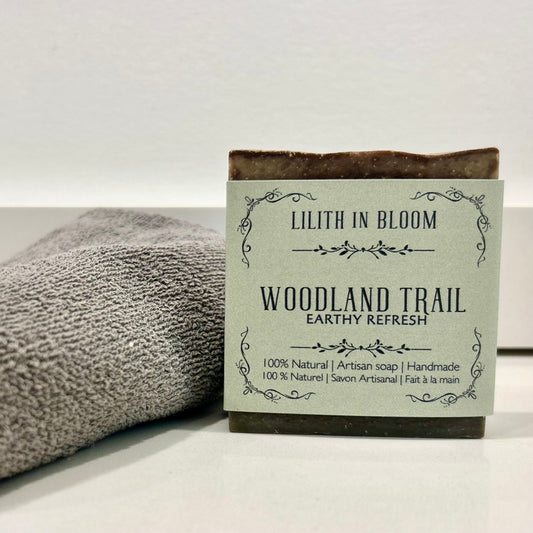 LILITH IN BLOOM
WOODLAND TRAIL
EARTHY REFRESH
100% Natural | Artisan soap | Handmade
100 % Naturel | Savon Artisanal | Fait à la main